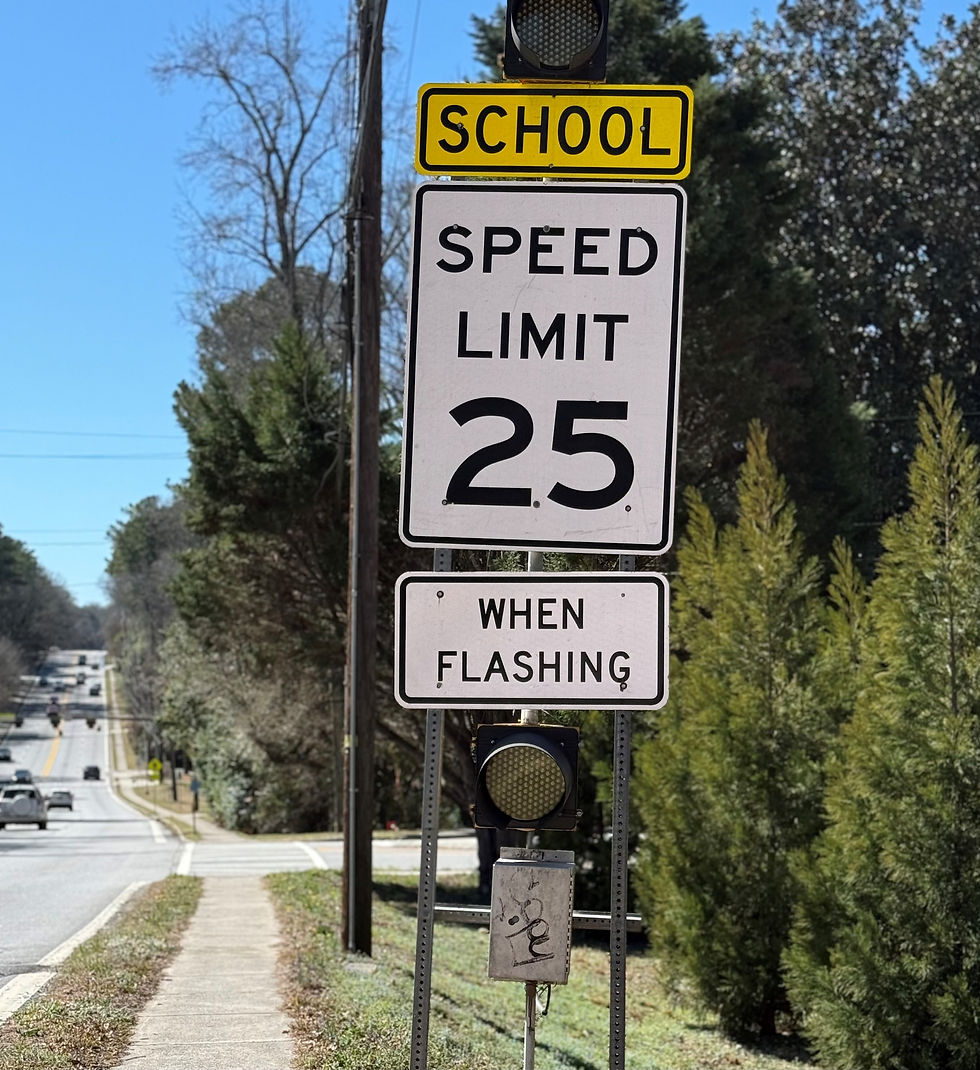 SCHOOL
SPEED
LIMIT
25
WHEN
FLASHING